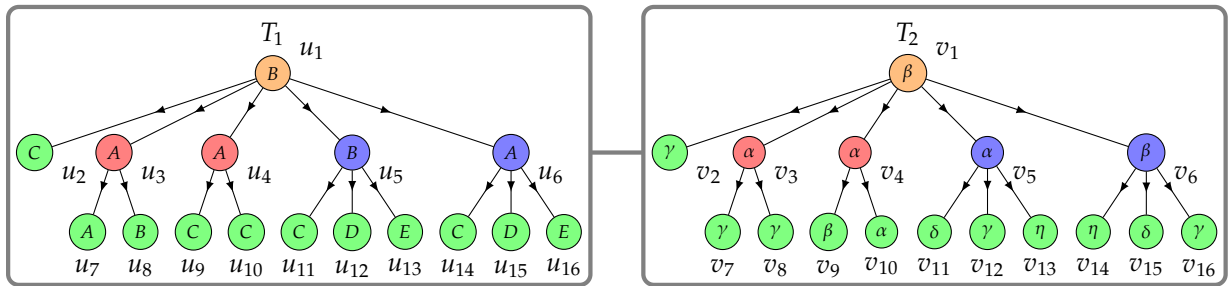 T₁ T₂
u₁ v₁
B β
C A A B A γ α α α β
u₂ u₃ u₄ u₅ u₆ v₂ v₃ v₄ v₅ v₆
A B C C C D E C D E γ γ β α δ γ η η δ γ
u₇ u₈ u₉ u₁₀ u₁₁ u₁₂ u₁₃ u₁₄ u₁₅ u₁₆ v₇ v₈ v₉ v₁₀ v₁₁ v₁₂ v₁₃ v₁₄ v₁₅ v₁₆